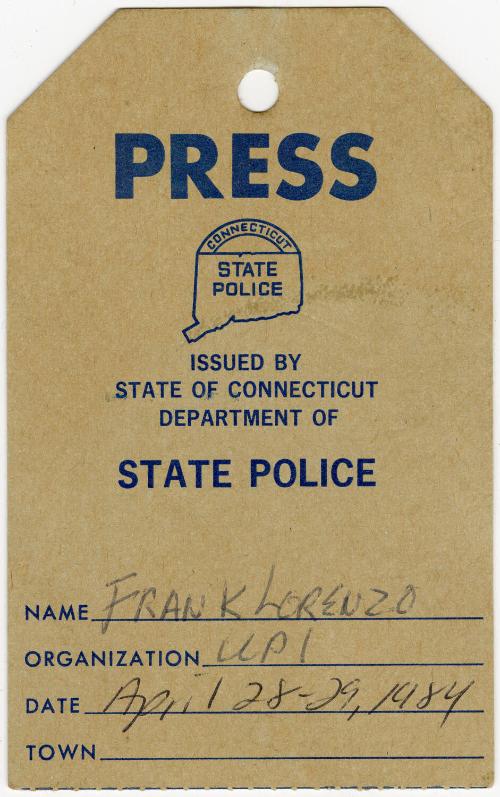 PRESS
CONNECTICUT
STATE
POLICE
ISSUED BY
STATE OF CONNECTICUT
DEPARTMENT OF
STATE POLICE
NAME FRANK LORENZO
ORGANIZATION UPI
DATE April 28-29, 1984
TOWN